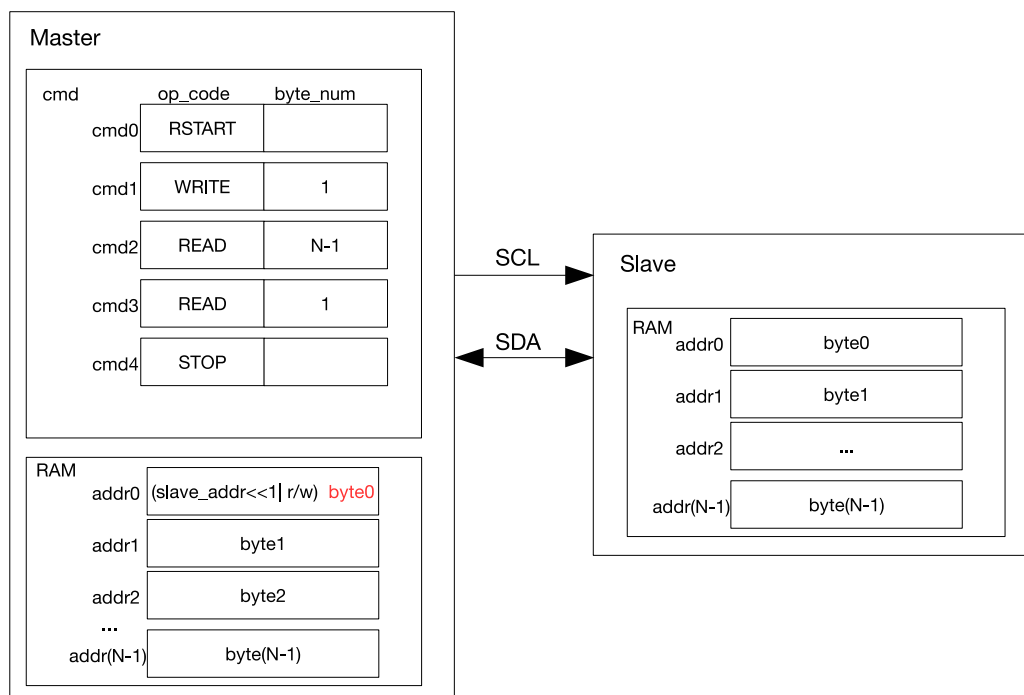 Master
cmd op_code byte_num
cmd0 RSTART
cmd1 WRITE 1
cmd2 READ N-1
cmd3 READ 1
cmd4 STOP
RAM
addr0 (slave_addr<<1| r/w) byte0
addr1 byte1
addr2 byte2
...
addr(N-1) byte(N-1)
SCL
SDA
Slave
RAM
addr0 byte0
addr1 byte1
addr2 ...
addr(N-1) byte(N-1)